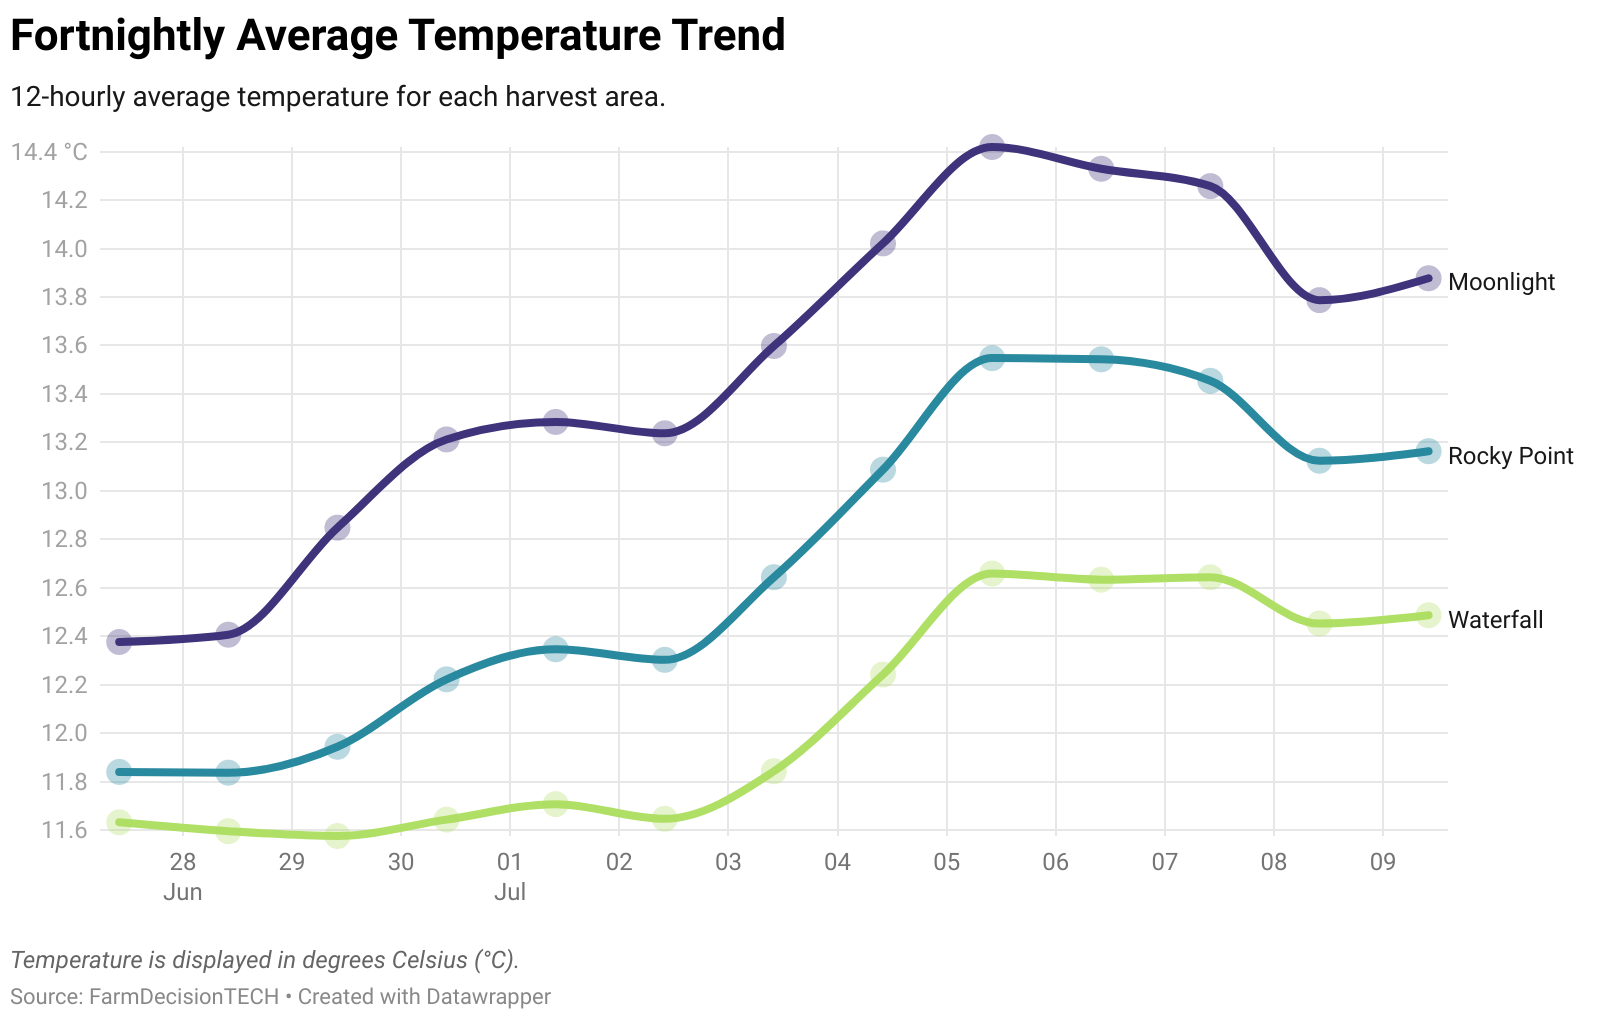 Fortnightly Average Temperature Trend
12-hourly average temperature for each harvest area.
14.4 °C
14.2
14.0
13.8
13.6
13.4
13.2
13.0
12.8
12.6
12.4
12.2
12.0
11.8
11.6
Moonlight
Rocky Point
Waterfall
28 29 30 01 02 03 04 05 06 07 08 09
Jun Jul
Temperature is displayed in degrees Celsius (°C).
Source: FarmDecisionTECH • Created with Datawrapper